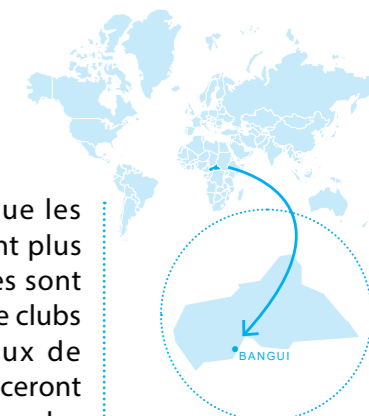 ue les
nt plus
es sont
e clubs
ux de
ceront
BANGUI